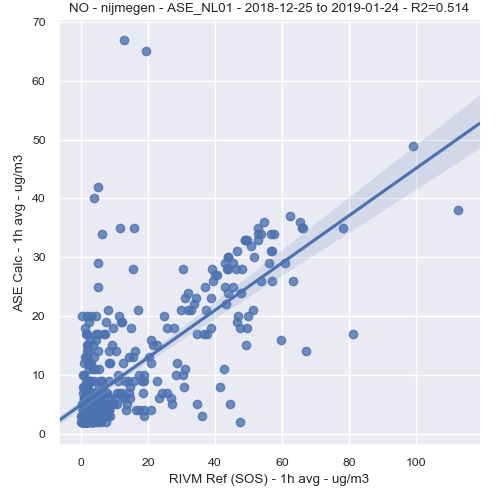 NO - nijmegen - ASE_NL01 - 2018-12-25 to 2019-01-24 - R2=0.514
70
60
50
40
30
20
10
0
ASE Calc - 1h avg - ug/m3
0 20 40 60 80 100 120
RIVM Ref (SOS) - 1h avg - ug/m3